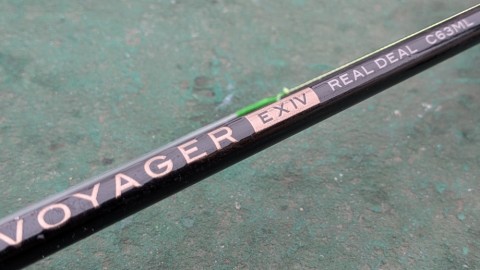 VOYAGER EXIV REAL DEAL C63ML